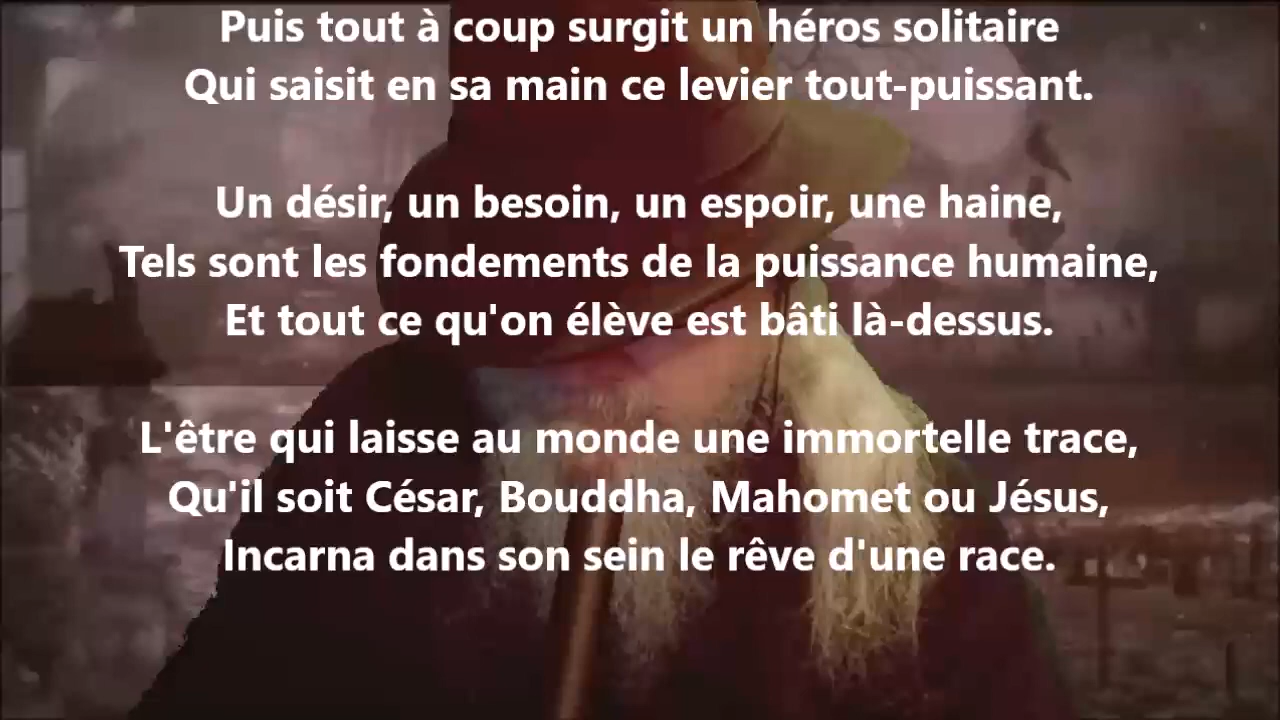 Puis tout à coup surgit un héros solitaire
Qui saisit en sa main ce levier tout-puissant.
Un désir, un besoin, un espoir, une haine,
Tels sont les fondements de la puissance humaine,
Et tout ce qu'on élève est bâti là-dessus.
L'être qui laisse au monde une immortelle trace,
Qu'il soit César, Bouddha, Mahomet ou Jésus,
Incarna dans son sein le rêve d'une race.